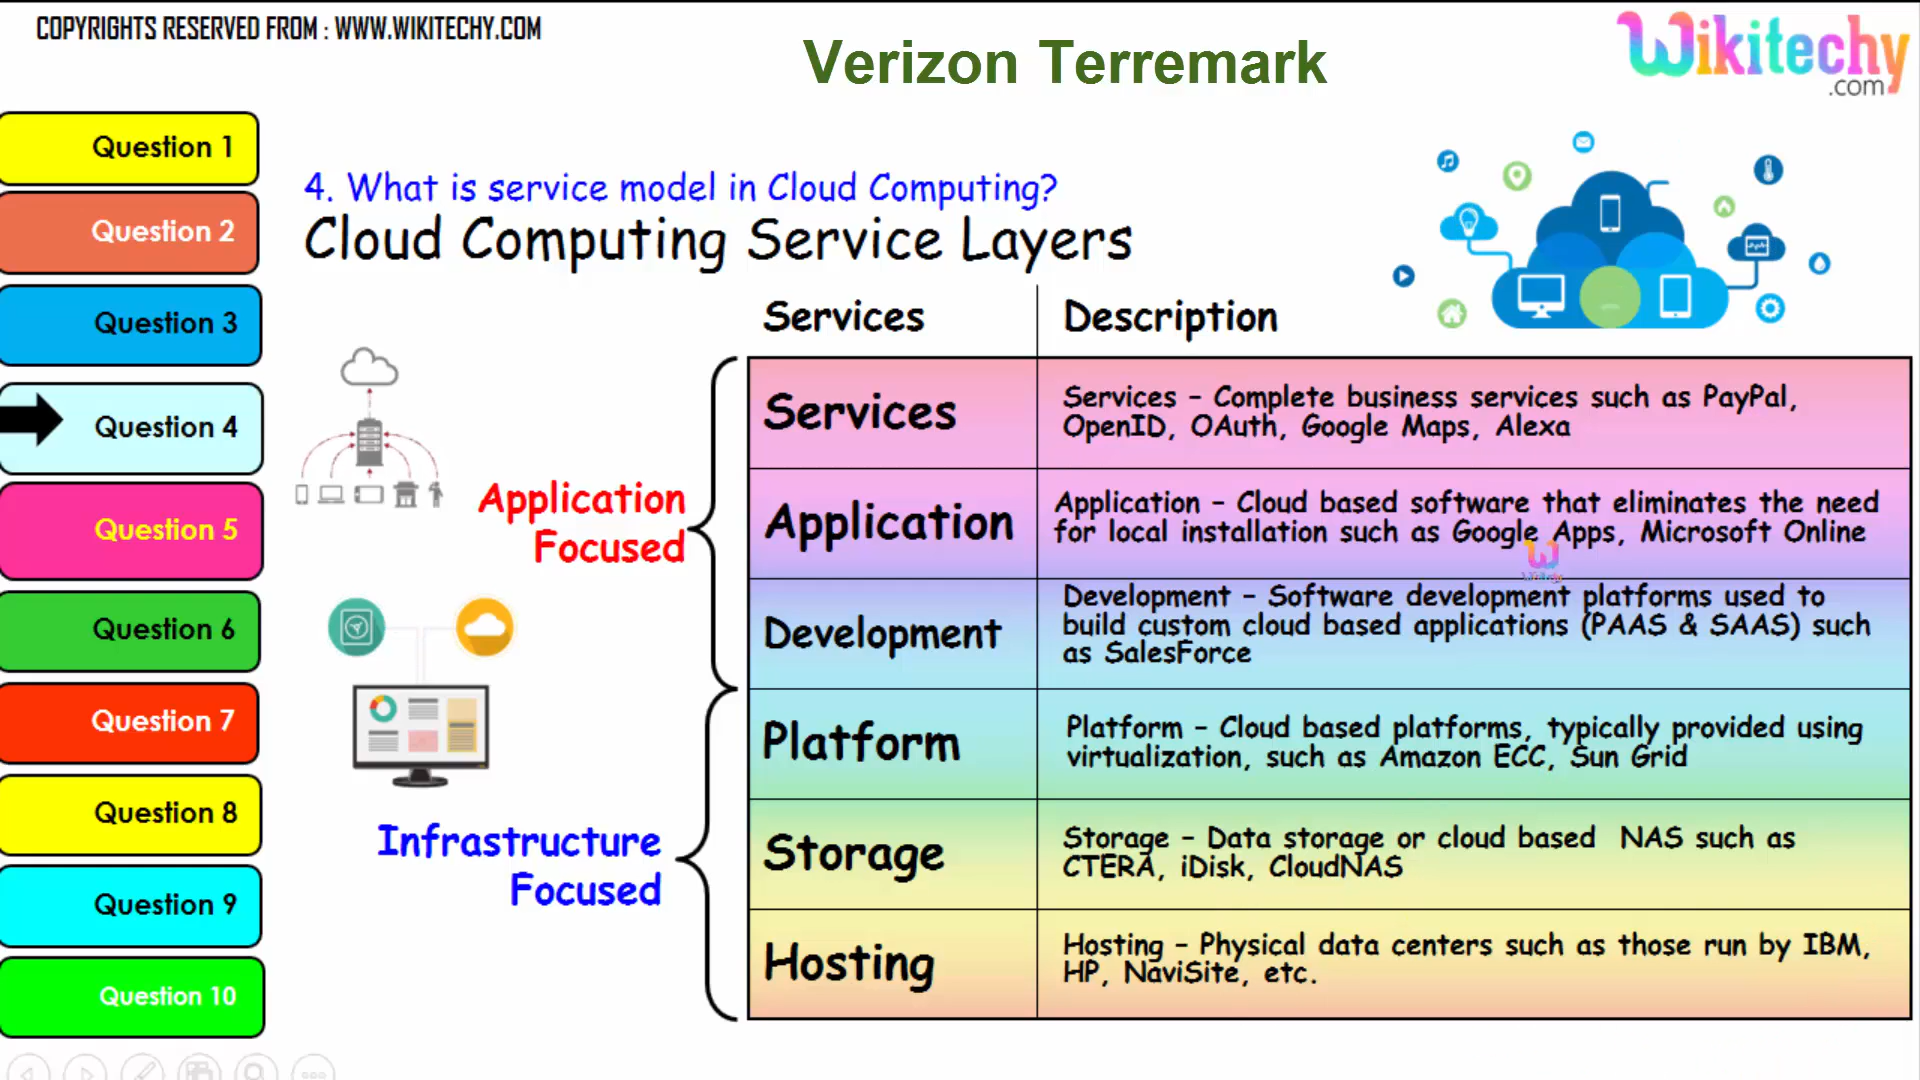 COPYRIGHTS RESERVED FROM : WWW.WIKITECHY.COM
Verizon Terremark
Wikitechy
.com
Question 1
Question 2
Question 3
Question 4
Question 5
Question 6
Question 7
Question 8
Question 9
Question 10
4. What is service model in Cloud Computing?
Cloud Computing Service Layers
Services
Description
Application
Focused
Infrastructure
Focused
Services
Services – Complete business services such as PayPal,
OpenID, OAuth, Google Maps, Alexa
Application
Application – Cloud based software that eliminates the need
for local installation such as Google Apps, Microsoft Online
Development
Development – Software development platforms used to
build custom cloud based applications (PAAS & SAAS) such
as SalesForce
Platform
Platform – Cloud based platforms, typically provided using
virtualization, such as Amazon ECC, Sun Grid
Storage
Storage – Data storage or cloud based NAS such as
CTERA, iDisk, CloudNAS
Hosting
Hosting – Physical data centers such as those run by IBM,
HP, NaviSite, etc.